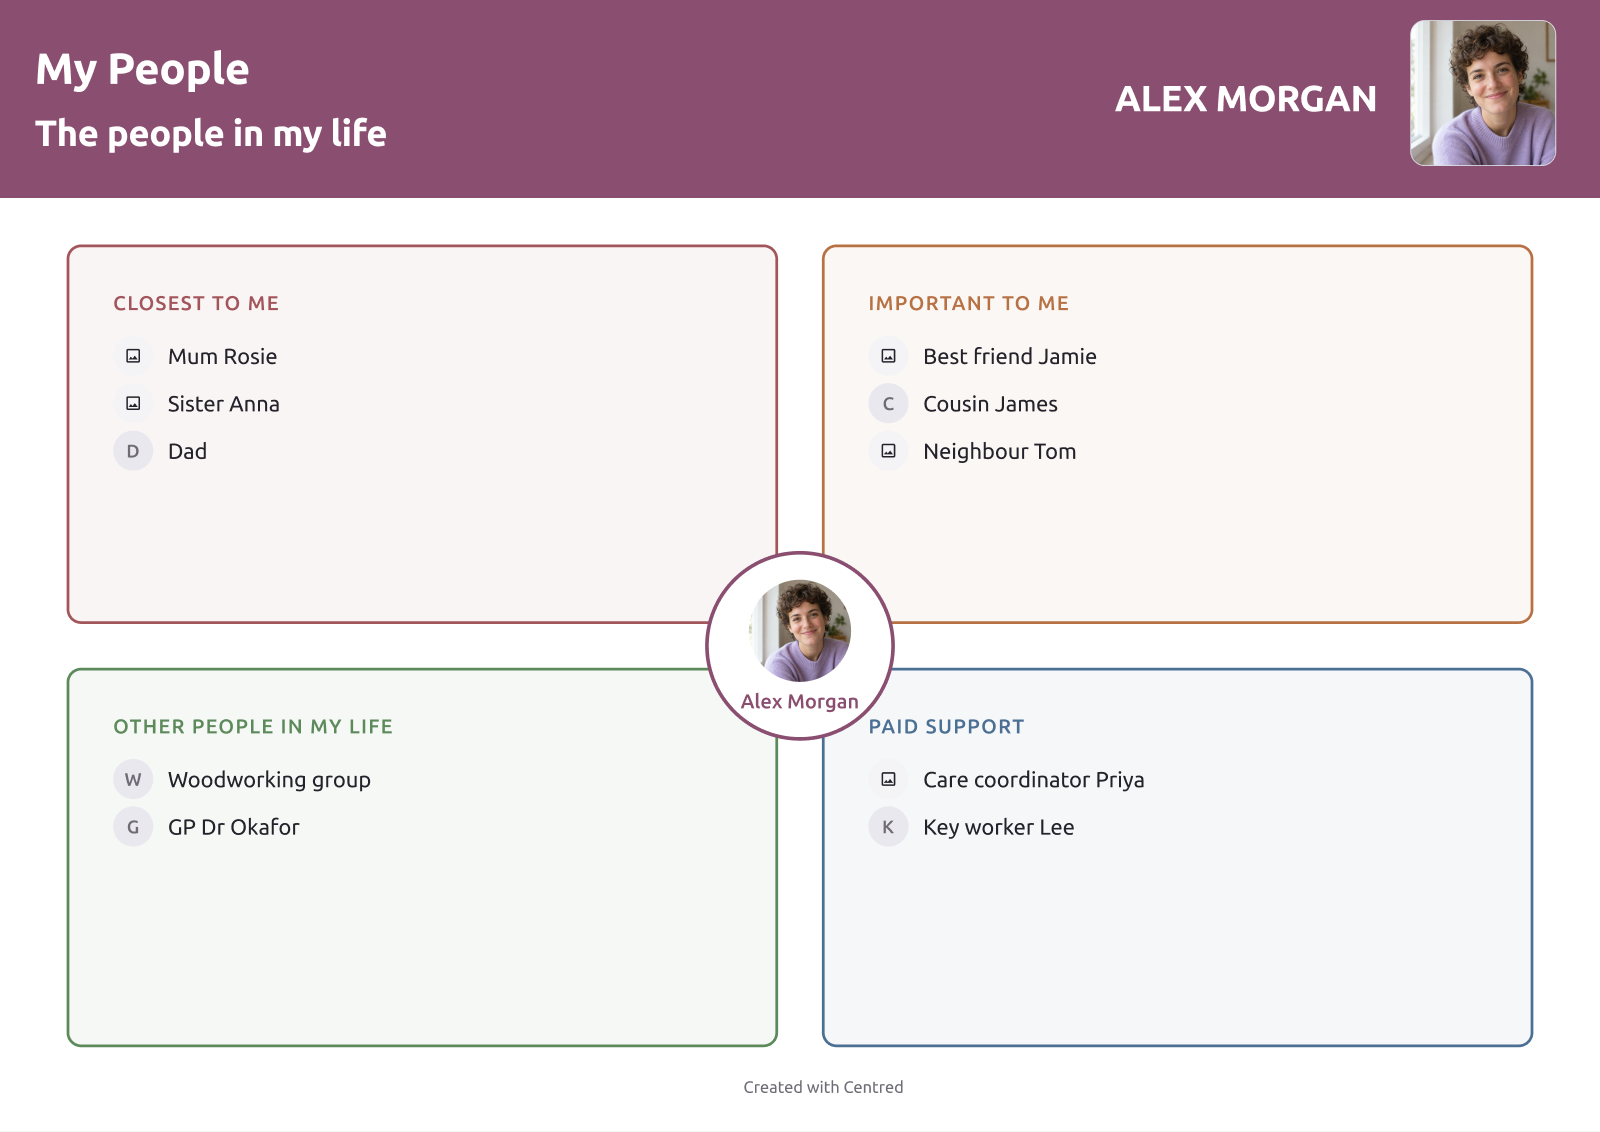 My People
The people in my life
ALEX MORGAN
CLOSEST TO ME
Mum Rosie
Sister Anna
D Dad
IMPORTANT TO ME
Best friend Jamie
C Cousin James
Neighbour Tom
Alex Morgan
OTHER PEOPLE IN MY LIFE
W Woodworking group
G GP Dr Okafor
PAID SUPPORT
Care coordinator Priya
K Key worker Lee
Created with Centred